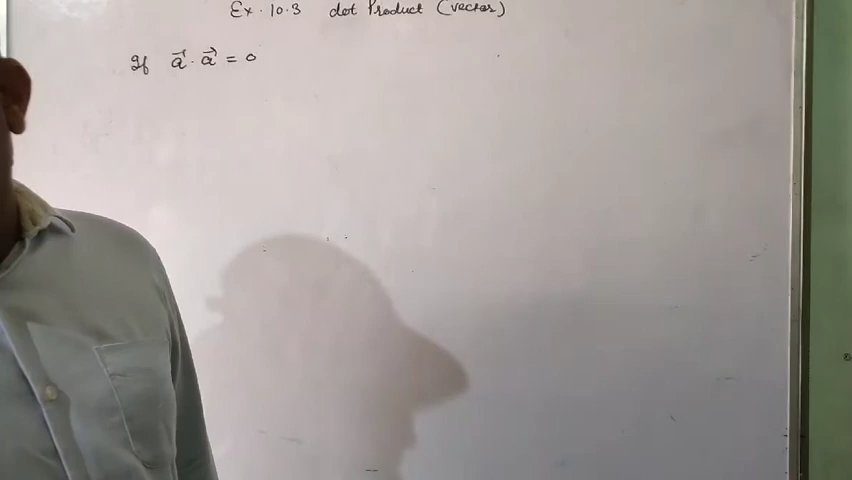 Ex. 10.3 dot Product (vector)
If a⃗ . a⃗ = 0